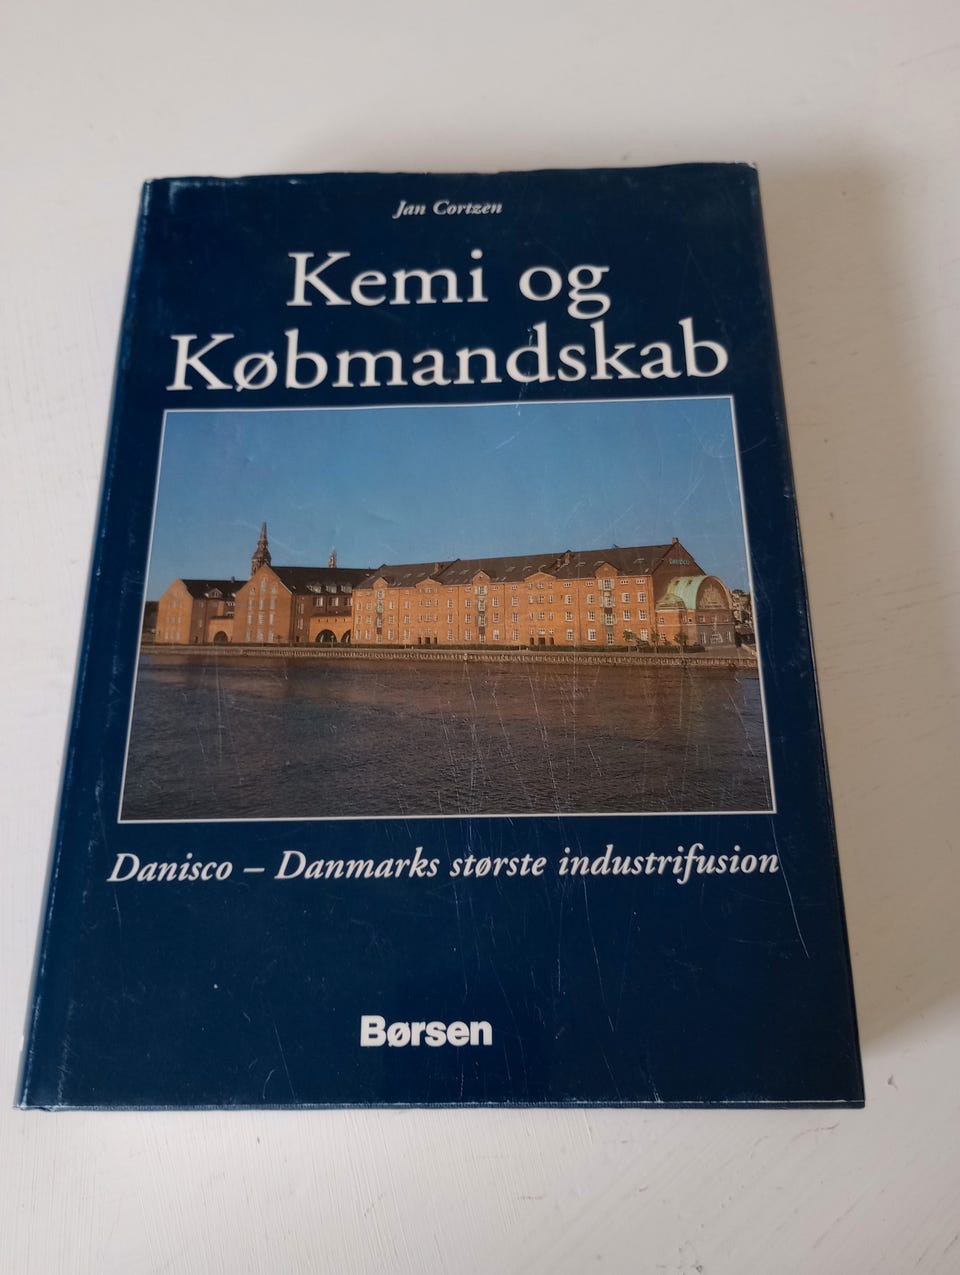 Jan Cortzen
Kemi og
Købmandskab
Danisco – Danmarks største industrifusion
Børsen